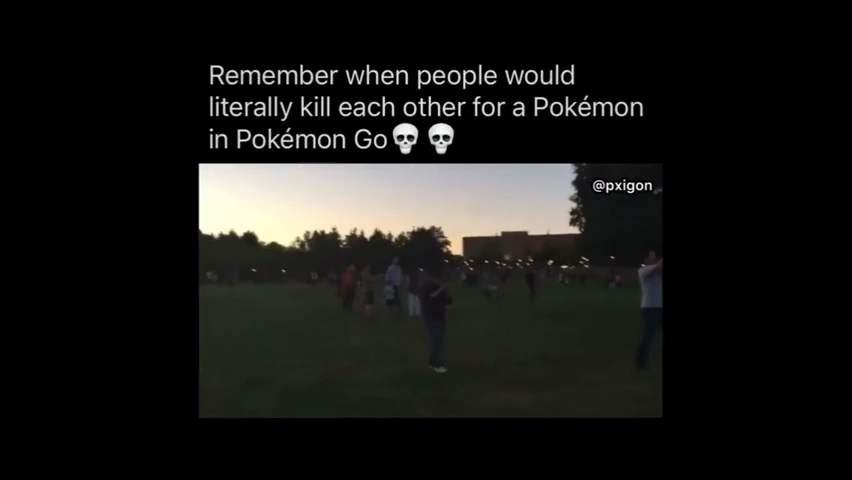 Remember when people would
literally kill each other for a Pokémon
in Pokémon Go💀💀
@pxigon